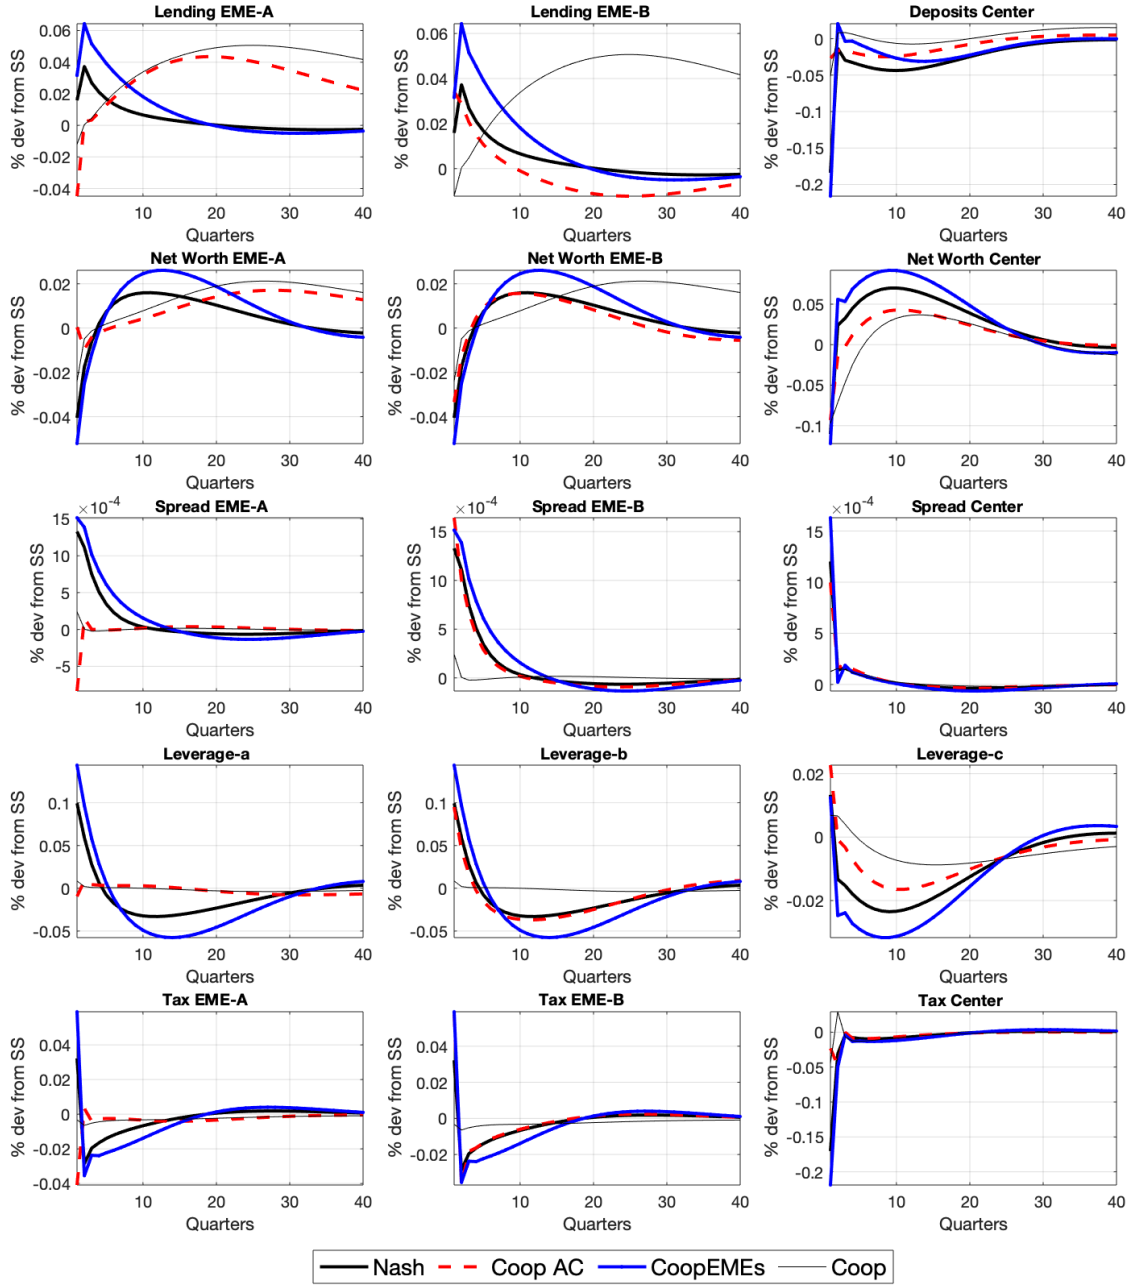 Lending EME-A
% dev from SS
0.06
0.04
0.02
0
-0.02
-0.04
10 20 30 40
Quarters
Lending EME-B
% dev from SS
0.06
0.04
0.02
0
10 20 30 40
Quarters
Deposits Center
% dev from SS
0
-0.05
-0.1
-0.15
-0.2
10 20 30 40
Quarters
Net Worth EME-A
% dev from SS
0.02
0
-0.02
-0.04
10 20 30 40
Quarters
Net Worth EME-B
% dev from SS
0.02
0
-0.02
-0.04
10 20 30 40
Quarters
Net Worth Center
% dev from SS
0.05
0
-0.05
-0.1
10 20 30 40
Quarters
Spread EME-A
×10-4
% dev from SS
15
10
5
0
-5
10 20 30 40
Quarters
Spread EME-B
×10-4
% dev from SS
15
10
5
0
10 20 30 40
Quarters
Spread Center
×10-4
% dev from SS
15
10
5
0
10 20 30 40
Quarters
Leverage-a
% dev from SS
0.1
0.05
0
-0.05
10 20 30 40
Quarters
Leverage-b
% dev from SS
0.1
0.05
0
-0.05
10 20 30 40
Quarters
Leverage-c
% dev from SS
0.02
0
-0.02
10 20 30 40
Quarters
Tax EME-A
% dev from SS
0.04
0.02
0
-0.02
-0.04
10 20 30 40
Quarters
Tax EME-B
% dev from SS
0.04
0.02
0
-0.02
10 20 30 40
Quarters
Tax Center
% dev from SS
0
-0.05
-0.1
-0.15
-0.2
10 20 30 40
Quarters
Nash Coop AC CoopEMEs Coop